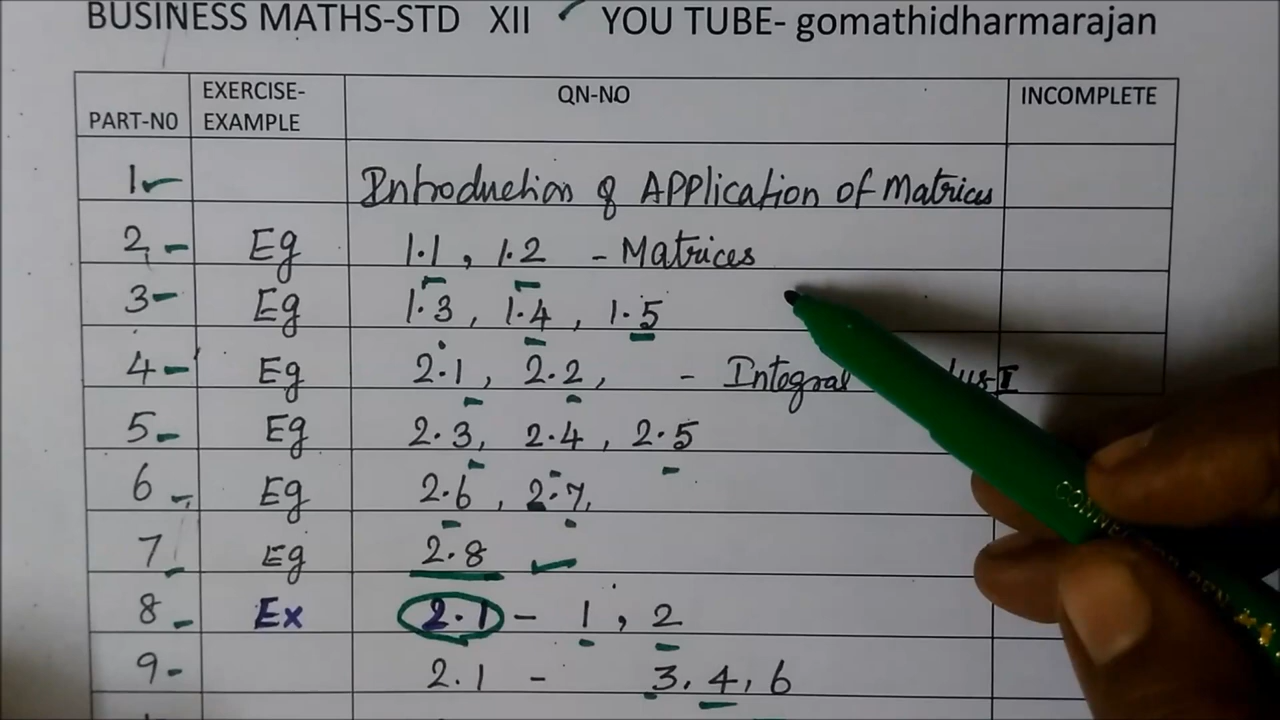 BUSINESS MATHS-STD XII ✓ YOU TUBE- gomathidharmarajan
PART-NO EXERCISE-EXAMPLE QN-NO INCOMPLETE
1 Introduction of Application of Matrices
2 Eg 1.1, 1.2 - Matrices
3 Eg 1.3, 1.4, 1.5
4 Eg 2.1, 2.2, - Integral I
5 Eg 2.3, 2.4, 2.5
6 Eg 2.6, 2.7,
7 Eg 2.8 ✓
8 Ex 2.1 - 1, 2
9 2.1 - 3, 4, 6